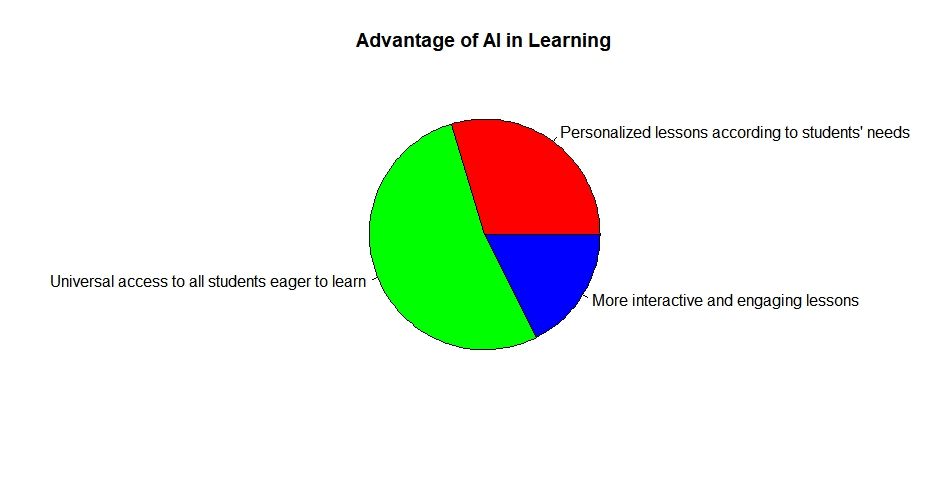 Advantage of AI in Learning
Personalized lessons according to students' needs
Universal access to all students eager to learn
More interactive and engaging lessons